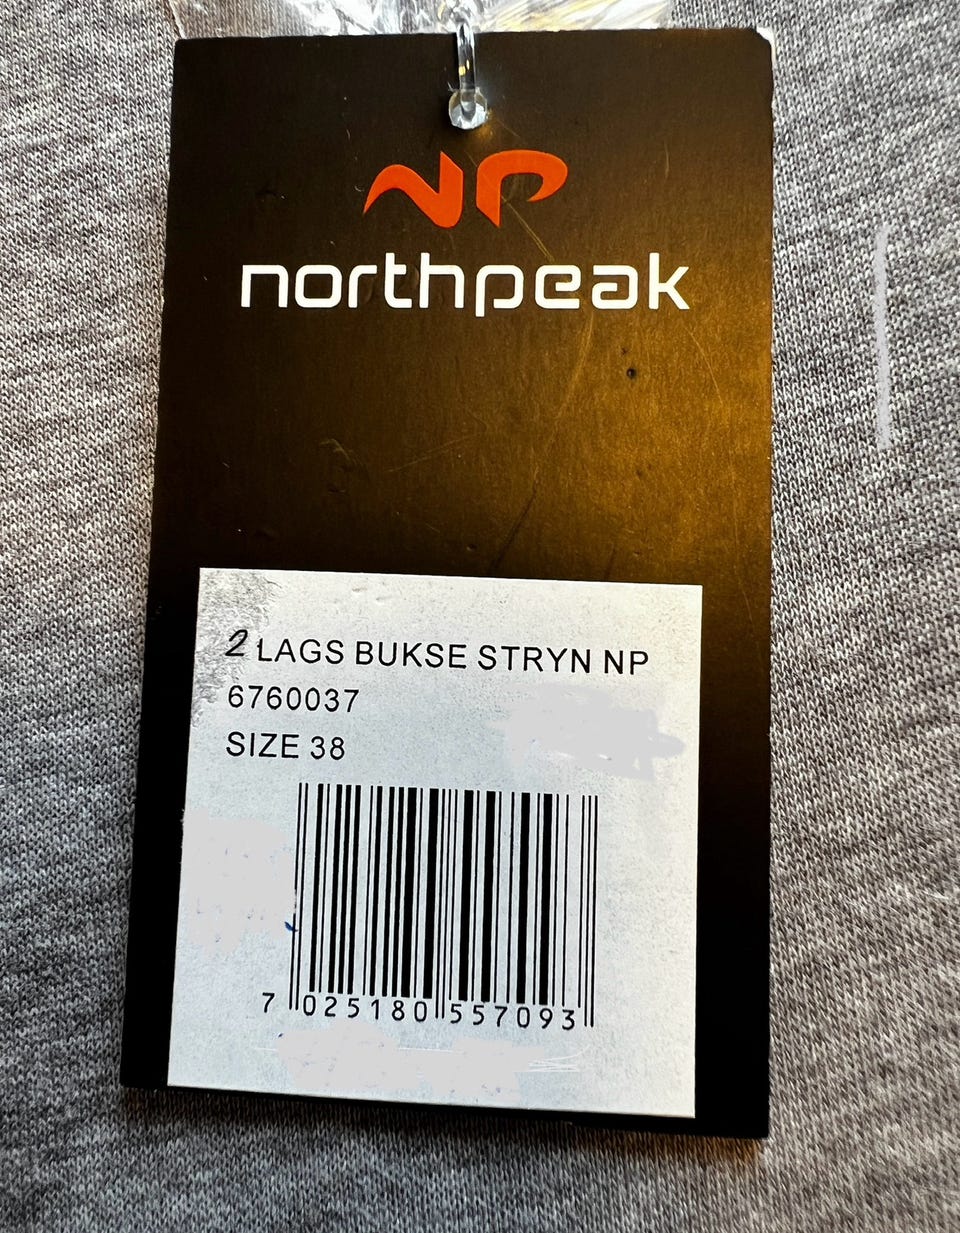 NP
northpeak
2 LAGS BUKSE STRYN NP
6760037
SIZE 38
7 025180 557093